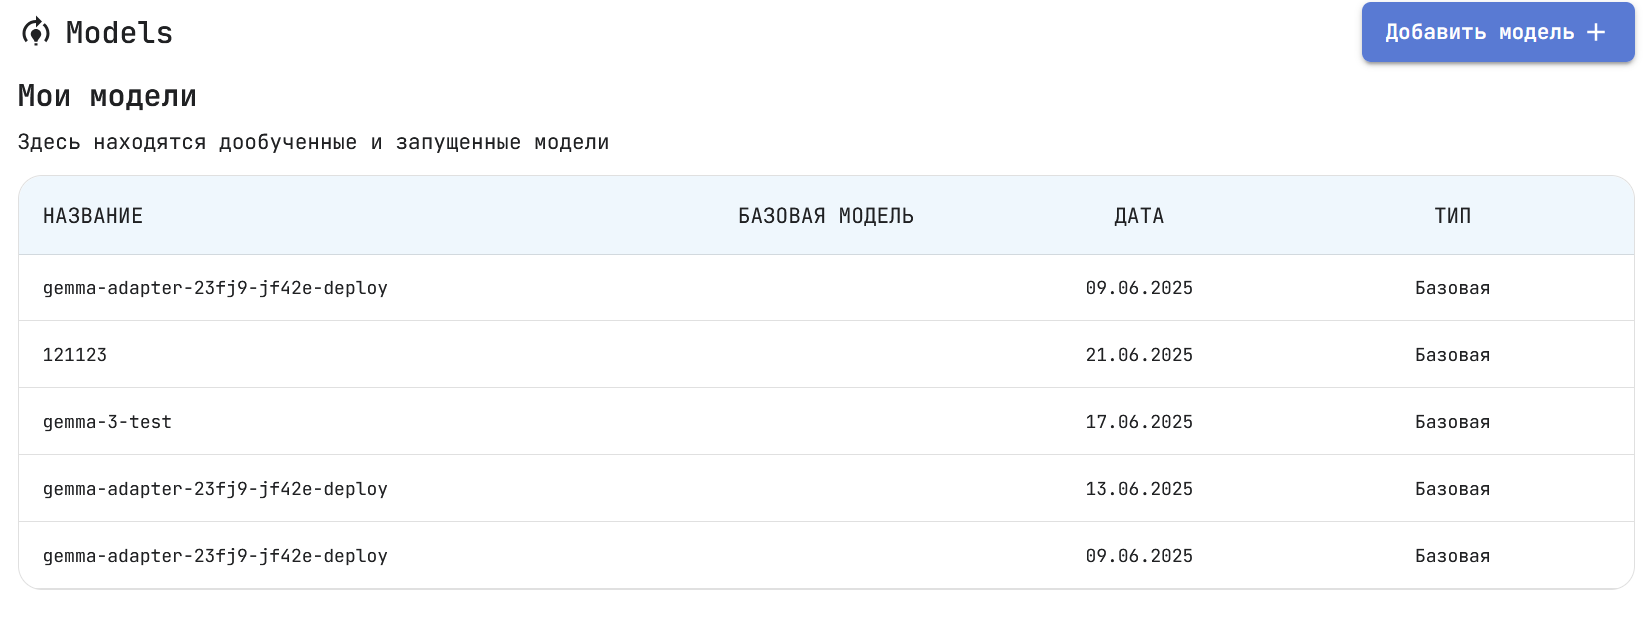 Models
Добавить модель +
Мои модели
Здесь находятся дообученные и запущенные модели
НАЗВАНИЕ БАЗОВАЯ МОДЕЛЬ ДАТА ТИП
gemma-adapter-23fj9-jf42e-deploy 09.06.2025 Базовая
121123 21.06.2025 Базовая
gemma-3-test 17.06.2025 Базовая
gemma-adapter-23fj9-jf42e-deploy 13.06.2025 Базовая
gemma-adapter-23fj9-jf42e-deploy 09.06.2025 Базовая